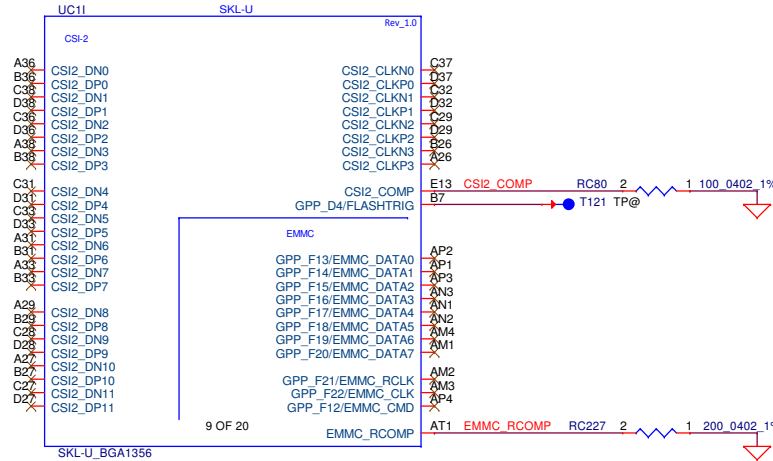 UC1I SKL-U
Rev_1.0
CSI-2
A36 CSI2_DN0 CSI2_CLKN0 C37
B36 CSI2_DP0 CSI2_CLKP0 D37
C38 CSI2_DN1 CSI2_CLKN1 C32
D38 CSI2_DP1 CSI2_CLKP1 D32
C36 CSI2_DN2 CSI2_CLKN2 C29
D36 CSI2_DP2 CSI2_CLKP2 D29
A38 CSI2_DN3 CSI2_CLKN3 B26
B38 CSI2_DP3 CSI2_CLKP3 A26
C31 CSI2_DN4 CSI2_COMP E13 CSI2_COMP RC80 2 1 100_0402_1%
D31 CSI2_DP4 GPP_D4/FLASHTRIG B7 T121 TP@
C33 CSI2_DN5
D33 CSI2_DP5
A31 CSI2_DN6 EMMC
B31 CSI2_DP6 GPP_F13/EMMC_DATA0 AP2
A33 CSI2_DN7 GPP_F14/EMMC_DATA1 AP1
B33 CSI2_DP7 GPP_F15/EMMC_DATA2 AP3
GPP_F16/EMMC_DATA3 AN3
A29 CSI2_DN8 GPP_F17/EMMC_DATA4 AN1
B29 CSI2_DP8 GPP_F18/EMMC_DATA5 AN2
C28 CSI2_DN9 GPP_F19/EMMC_DATA6 AM4
D28 CSI2_DP9 GPP_F20/EMMC_DATA7 AM1
A27 CSI2_DN10
B27 CSI2_DP10 GPP_F21/EMMC_RCLK AM2
C27 CSI2_DN11 GPP_F22/EMMC_CLK AM3
D27 CSI2_DP11 GPP_F12/EMMC_CMD AP4
9 OF 20
EMMC_RCOMP AT1 EMMC_RCOMP RC227 2 1 200_0402_1%
SKL-U_BGA1356